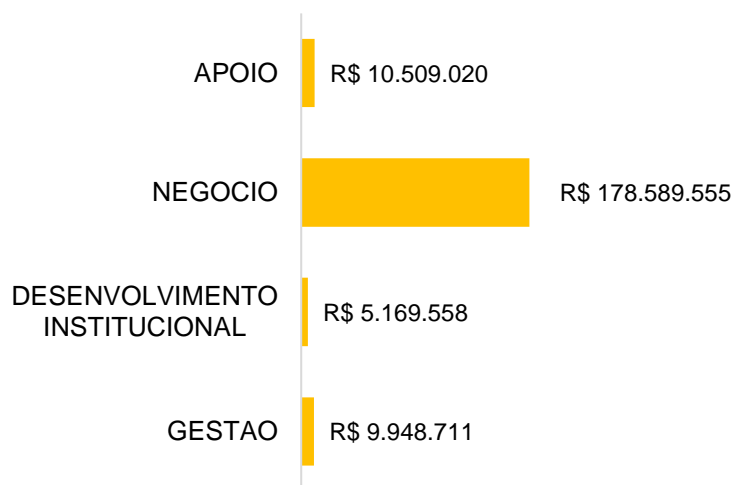 APOIO R$ 10.509.020
NEGOCIO R$ 178.589.555
DESENVOLVIMENTO
INSTITUCIONAL R$ 5.169.558
GESTAO R$ 9.948.711